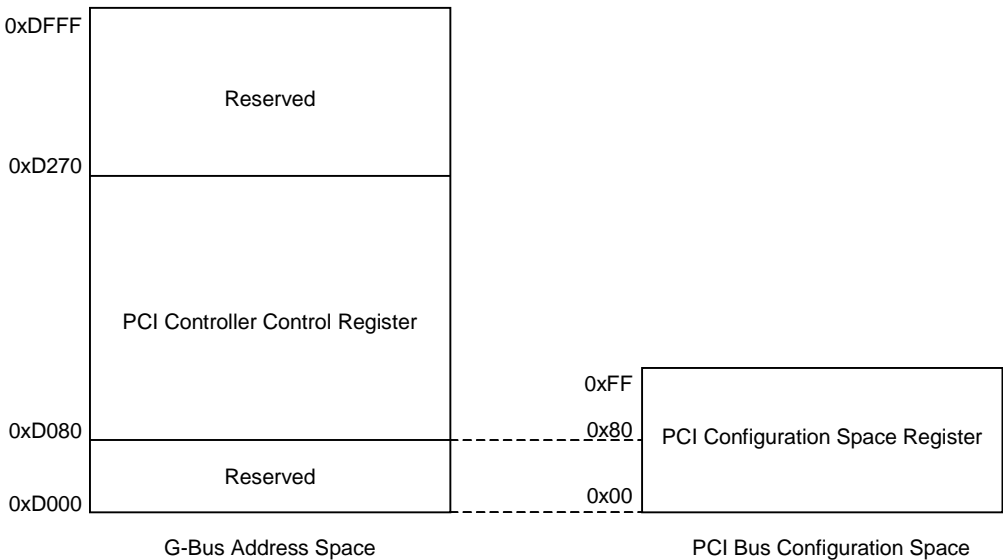 0xDFFF
Reserved
0xD270
PCI Controller Control Register
0xFF
0xD080
0x80
PCI Configuration Space Register
Reserved
0x00
0xD000
G-Bus Address Space
PCI Bus Configuration Space